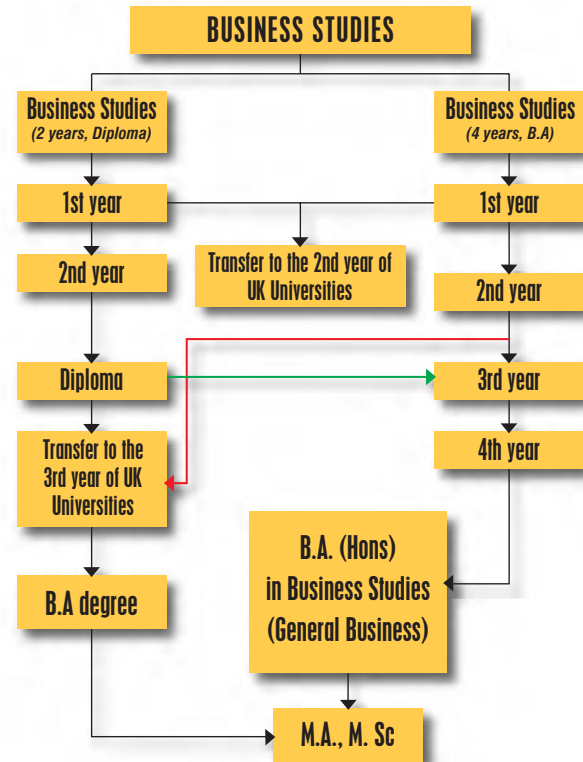 BUSINESS STUDIES
Business Studies
(2 years, Diploma)
Business Studies
(4 years, B.A)
1st year
1st year
2nd year
Transfer to the 2nd year of
UK Universities
2nd year
Diploma
3rd year
Transfer to the
3rd year of UK
Universities
4th year
B.A. (Hons)
in Business Studies
(General Business)
B.A degree
M.A., M. Sc